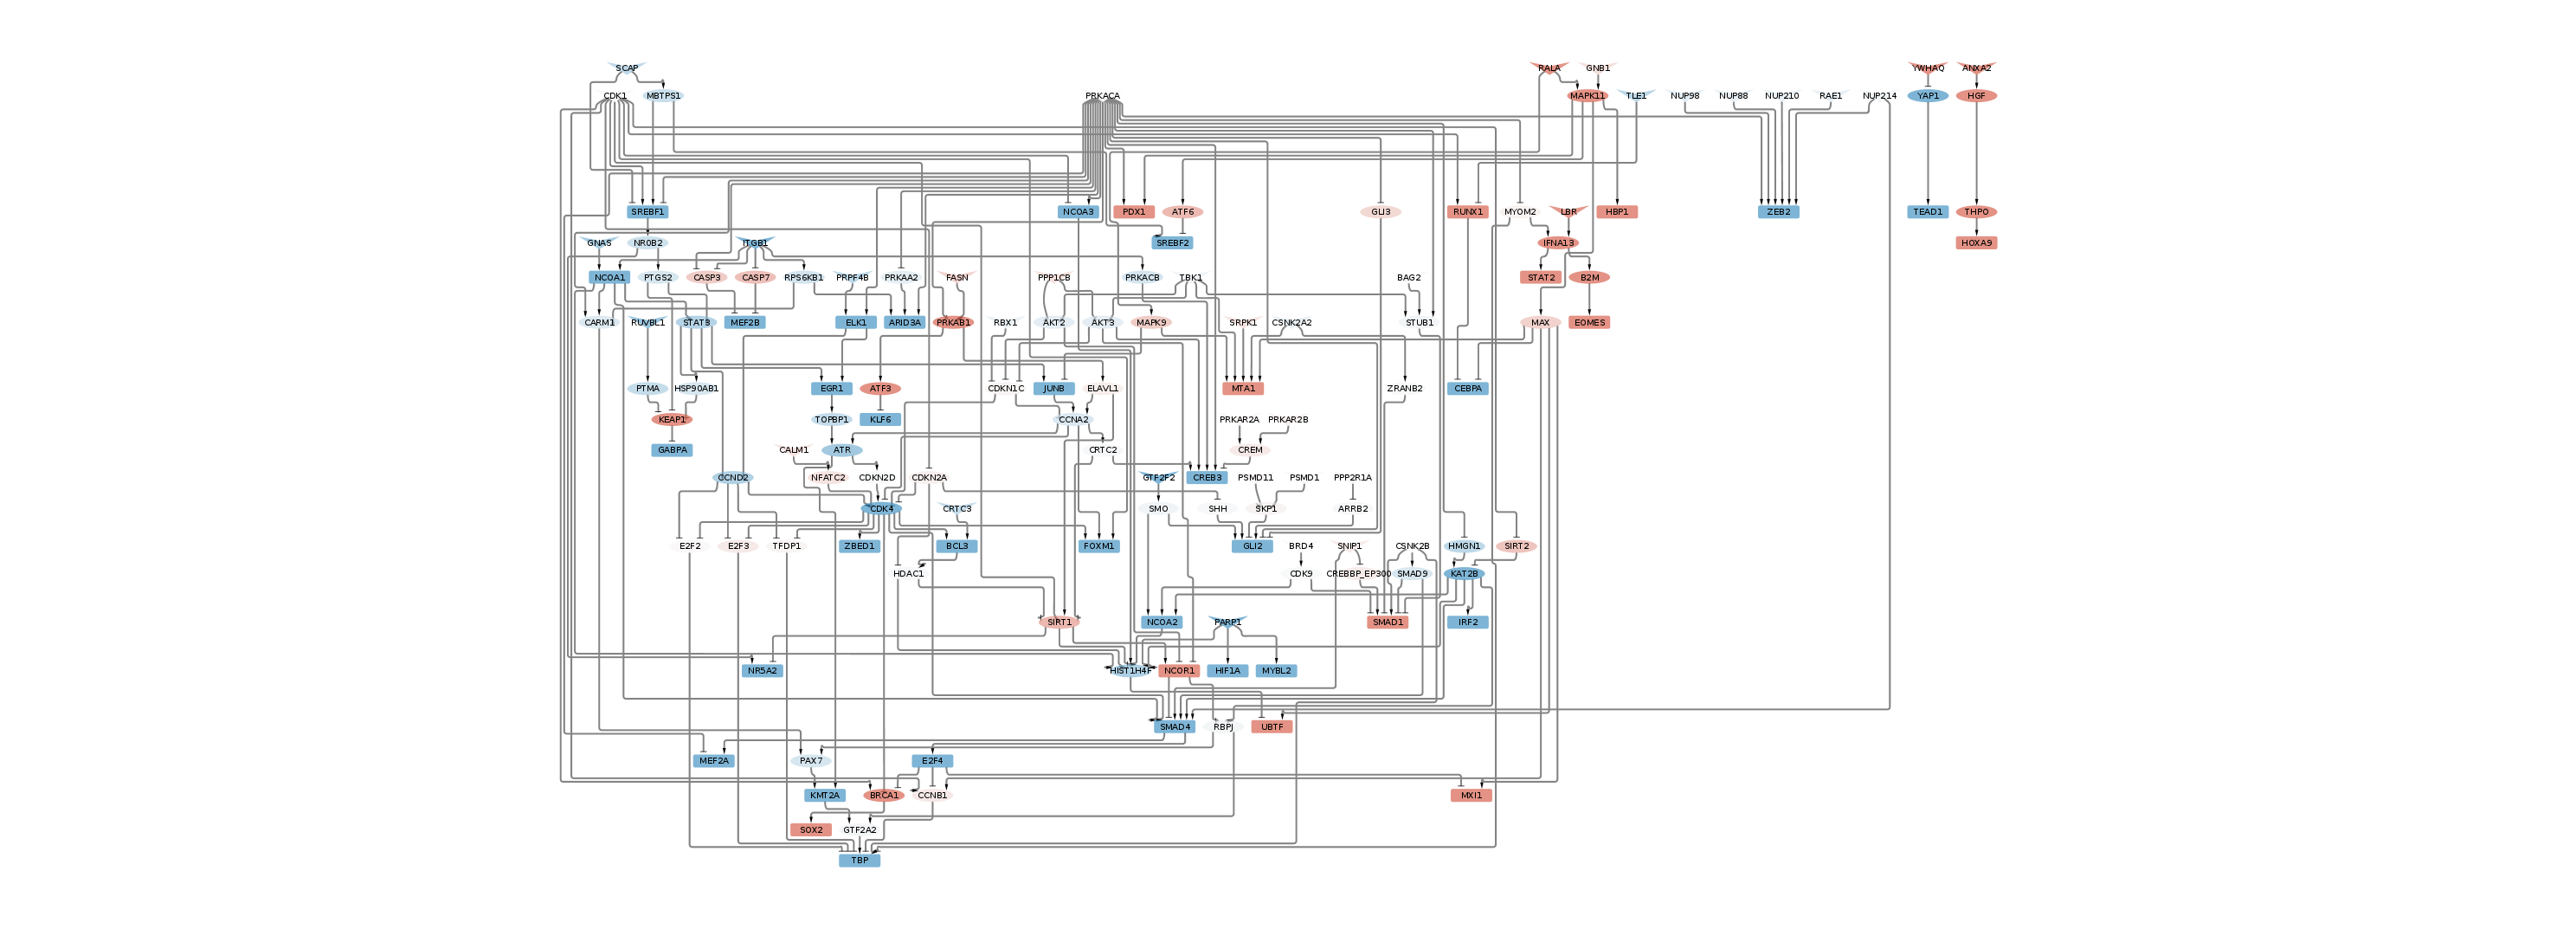 SCAP RALA GNB1 YWHAQ ANXA2
CDK1 MBTPS1 PRKACA MAPK11 TLE1 NUP98 NUP88 NUP210 RAE1 NUP214 YAP1 HGF
SREBF1 NCOA3 PDX1 ATF6 GLI3 RUNX1 MYOM2 LBR HBP1 ZEB2 TEAD1 THPO
GNAS NR0B2 ITGB1 SREBF2 IFNA13 HOXA9
NCOA1 PTGS2 CASP3 CASP7 RPS6KB1 PRPF4B PRKAA2 FASN PPP1CB PRKACB TBK1 BAG2 STAT2 B2M
CARM1 RUVBL1 STAT3 MEF2B ELK1 ARID3A PRKAB1 RBX1 AKT2 AKT3 MAPK9 SRPK1 CSNK2A2 STUB1 MAX EOMES
PTMA HSP90AB1 EGR1 ATF3 CDKN1C JUNB ELAVL1 MTA1 ZRANB2 CEBPA
KEAP1 TOPBP1 KLF6 CCNA2 PRKAR2A PRKAR2B
GABPA CALM1 ATR CRTC2 CREM
CCND2 NFATC2 CDKN2D CDKN2A GTF2F2 CREB3 PSMD11 PSMD1 PPP2R1A
CDK4 CRTC3 SMO SHH SKP1 ARRB2
E2F2 E2F3 TFDP1 ZBED1 BCL3 FOXM1 GLI2 BRD4 SNIP1 CSNK2B HMGN1 SIRT2
HDAC1 CDK9 CREBBP_EP300 SMAD9 KAT2B
SIRT1 NCOA2 PARP1 SMAD1 IRF2
NR5A2 HIST1H4F NCOR1 HIF1A MYBL2
SMAD4 RBPJ UBTF
MEF2A PAX7 E2F4
KMT2A BRCA1 CCNB1 MXI1
SOX2 GTF2A2
TBP